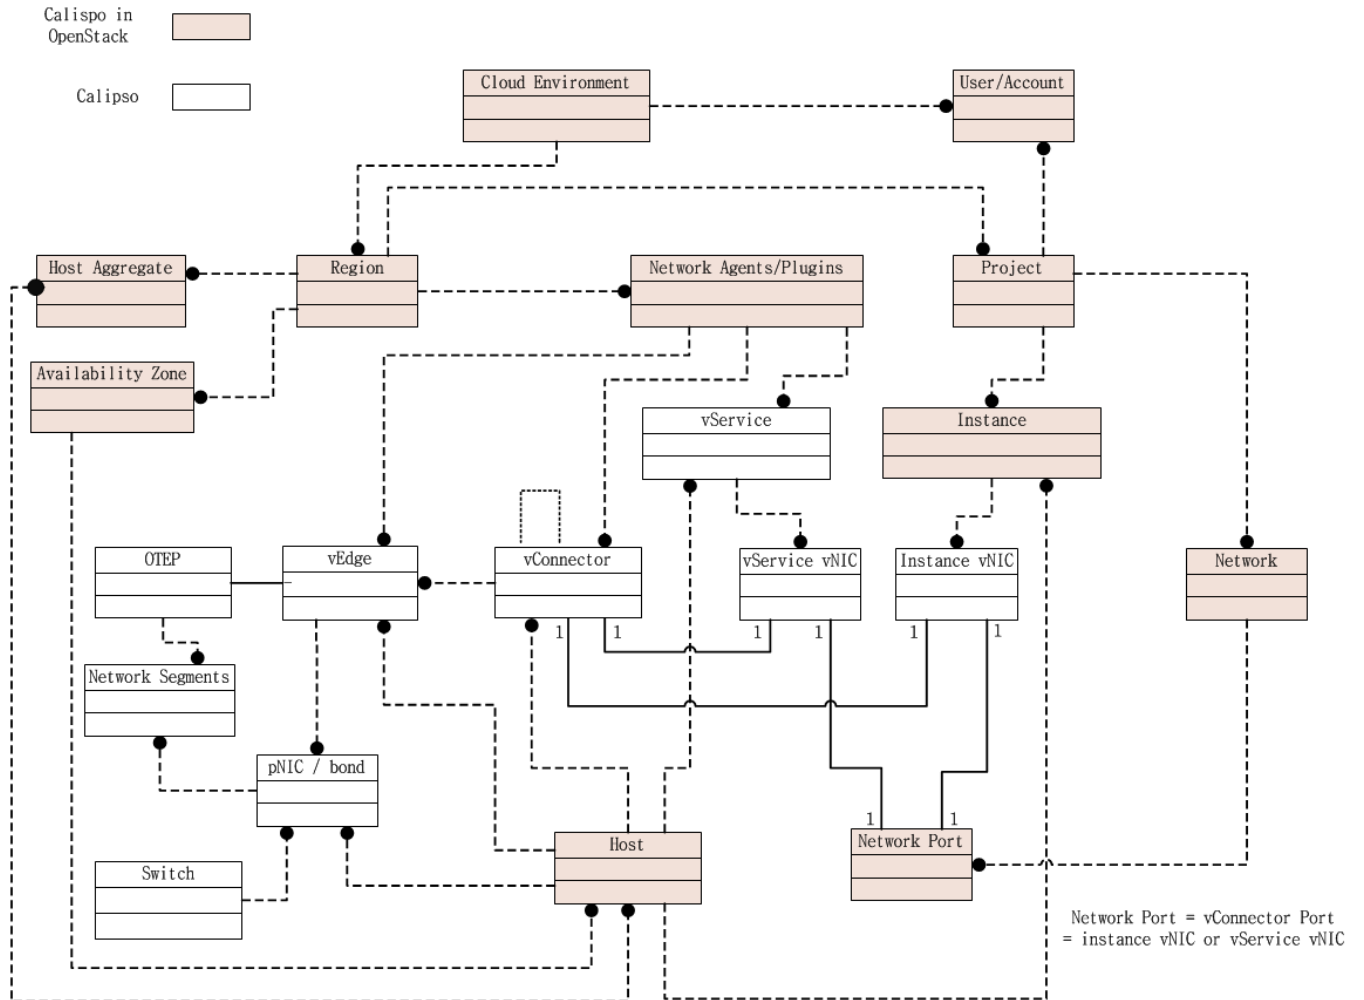 Calispo in
OpenStack
Calipso
Cloud Environment
User/Account
Host Aggregate
Region
Network Agents/Plugins
Project
Availability Zone
vService
Instance
OTEP
vEdge
vConnector
vService vNIC
Instance vNIC
Network
1
1
1
1
1
1
Network Segments
pNIC / bond
1
1
Host
Network Port
Switch
Network Port = vConnector Port
= instance vNIC or vService vNIC